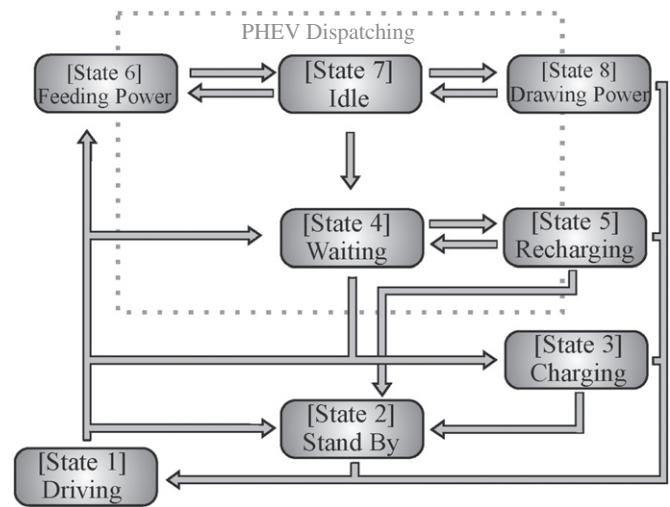 PHEV Dispatching
[State 6]
Feeding Power
[State 7]
Idle
[State 8]
Drawing Power
[State 4]
Waiting
[State 5]
Recharging
[State 3]
Charging
[State 2]
Stand By
[State 1]
Driving